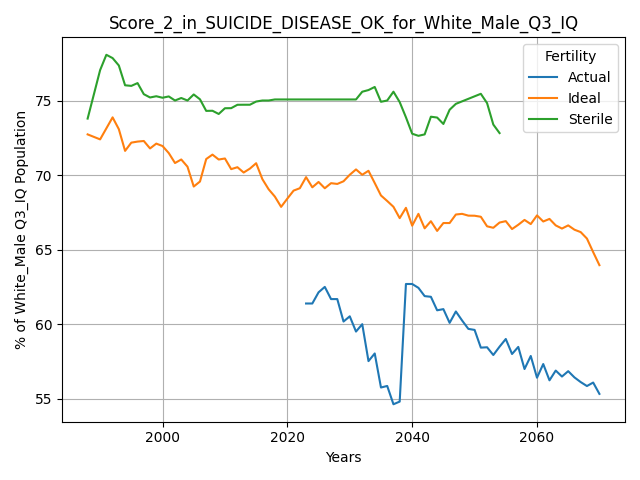 Score_2_in_SUICIDE_DISEASE_OK_for_White_Male_Q3_IQ
Fertility
Actual
Ideal
Sterile
% of White_Male Q3_IQ Population
75
70
65
60
55
2000 2020 2040 2060
Years